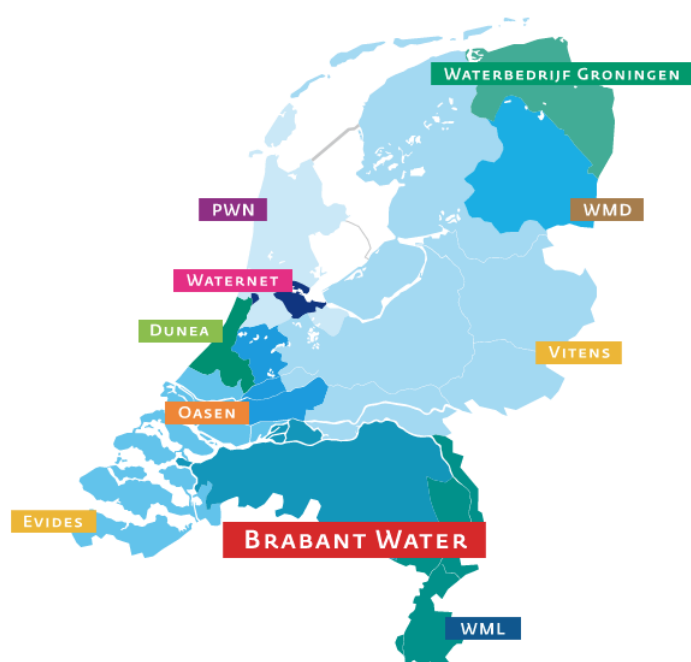 Waterbedrijf Groningen
PWN
WMD
Waternet
Dunea
Vitens
Oasen
Evides
Brabant Water
WML